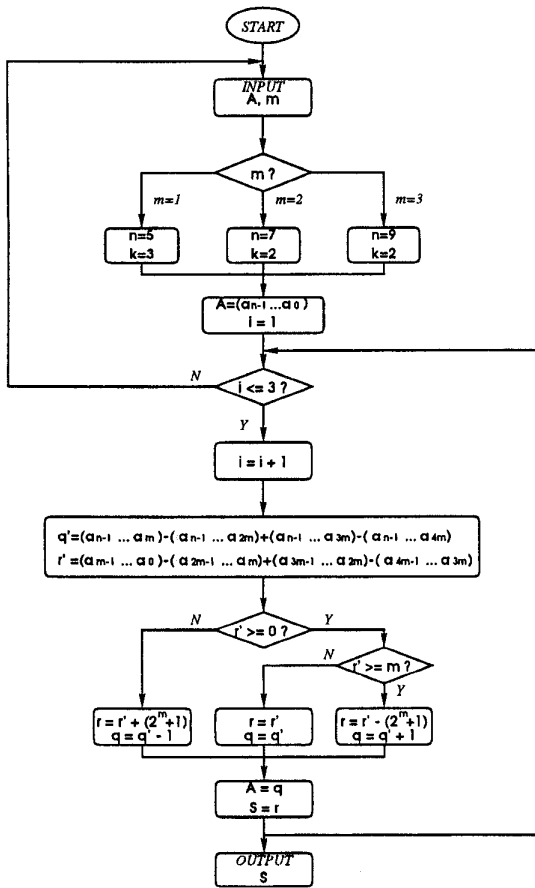 START
INPUT
A, m
m ?
m=1
m=2
m=3
n=5
k=3
n=7
k=2
n=9
k=2
A=(an-1 ...a0)
i = 1
N
i <= 3 ?
Y
i = i + 1
q'=(an-1 ... am)-(an-1 ... a2m)+(an-1 ... a3m)-(an-1 ... a4m)
r'=(am-1 ... a0)-(a2m-1 ... am)+(a3m-1 ... a2m)-(a4m-1 ... a3m)
N
r' >= 0 ?
Y
N
r' >= m ?
Y
r = r' + (2^m+1)
q = q' - 1
r = r'
q = q'
r = r' - (2^m+1)
q = q' + 1
A = q
S = r
OUTPUT
S